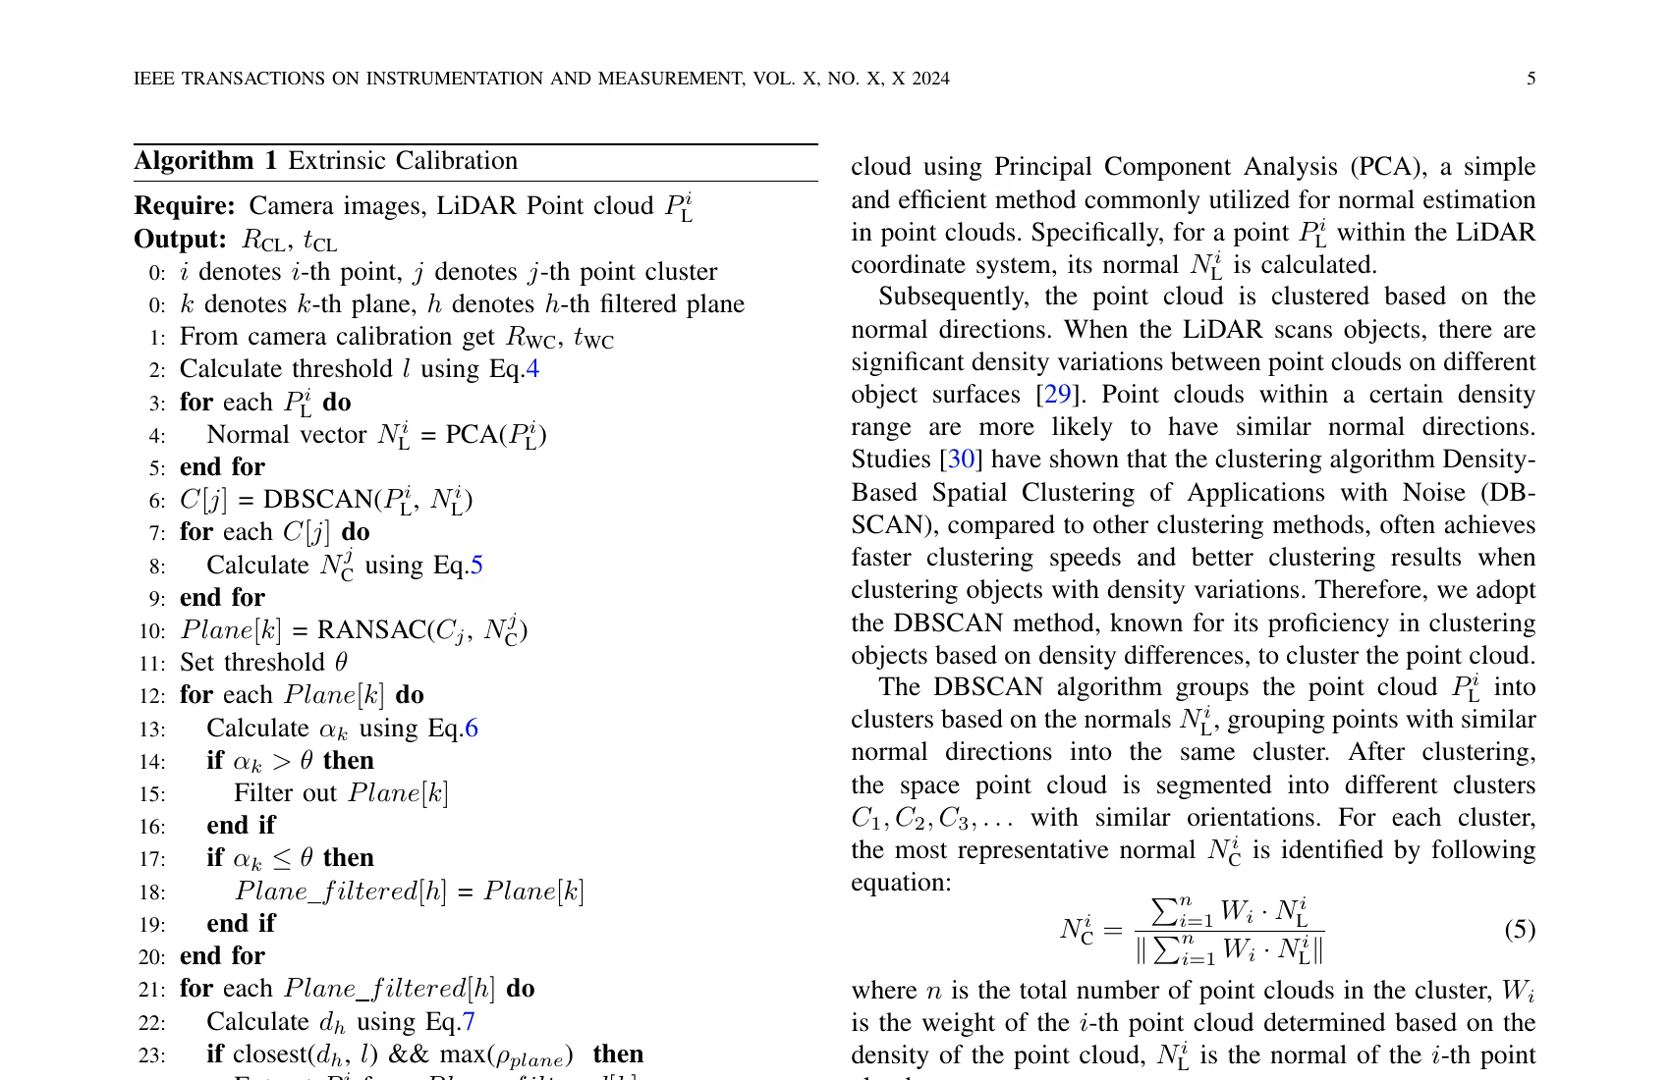 IEEE TRANSACTIONS ON INSTRUMENTATION AND MEASUREMENT, VOL. X, NO. X, X 2024 5
Algorithm 1 Extrinsic Calibration
Require: Camera images, LiDAR Point cloud P_L^i
Output: R_CL, t_CL
0: i denotes i-th point, j denotes j-th point cluster
0: k denotes k-th plane, h denotes h-th filtered plane
1: From camera calibration get R_WC, t_WC
2: Calculate threshold l using Eq.4
3: for each P_L^i do
4: Normal vector N_L^i = PCA(P_L^i)
5: end for
6: C[j] = DBSCAN(P_L^i, N_L^i)
7: for each C[j] do
8: Calculate N_C^j using Eq.5
9: end for
10: Plane[k] = RANSAC(C_j, N_C^j)
11: Set threshold θ
12: for each Plane[k] do
13: Calculate α_k using Eq.6
14: if α_k > θ then
15: Filter out Plane[k]
16: end if
17: if α_k ≤ θ then
18: Plane_filtered[h] = Plane[k]
19: end if
20: end for
21: for each Plane_filtered[h] do
22: Calculate d_h using Eq.7
23: if closest(d_h, l) && max(ρ_plane) then
cloud using Principal Component Analysis (PCA), a simple
and efficient method commonly utilized for normal estimation
in point clouds. Specifically, for a point P_L^i within the LiDAR
coordinate system, its normal N_L^i is calculated.
Subsequently, the point cloud is clustered based on the
normal directions. When the LiDAR scans objects, there are
significant density variations between point clouds on different
object surfaces [29]. Point clouds within a certain density
range are more likely to have similar normal directions.
Studies [30] have shown that the clustering algorithm Density-
Based Spatial Clustering of Applications with Noise (DB-
SCAN), compared to other clustering methods, often achieves
faster clustering speeds and better clustering results when
clustering objects with density variations. Therefore, we adopt
the DBSCAN method, known for its proficiency in clustering
objects based on density differences, to cluster the point cloud.
The DBSCAN algorithm groups the point cloud P_L^i into
clusters based on the normals N_L^i, grouping points with similar
normal directions into the same cluster. After clustering,
the space point cloud is segmented into different clusters
C_1, C_2, C_3, . . . with similar orientations. For each cluster,
the most representative normal N_C^i is identified by following
equation:
N_C^i = ∑_{i=1}^n W_i · N_L^i / ‖ ∑_{i=1}^n W_i · N_L^i ‖ (5)
where n is the total number of point clouds in the cluster, W_i
is the weight of the i-th point cloud determined based on the
density of the point cloud, N_L^i is the normal of the i-th point